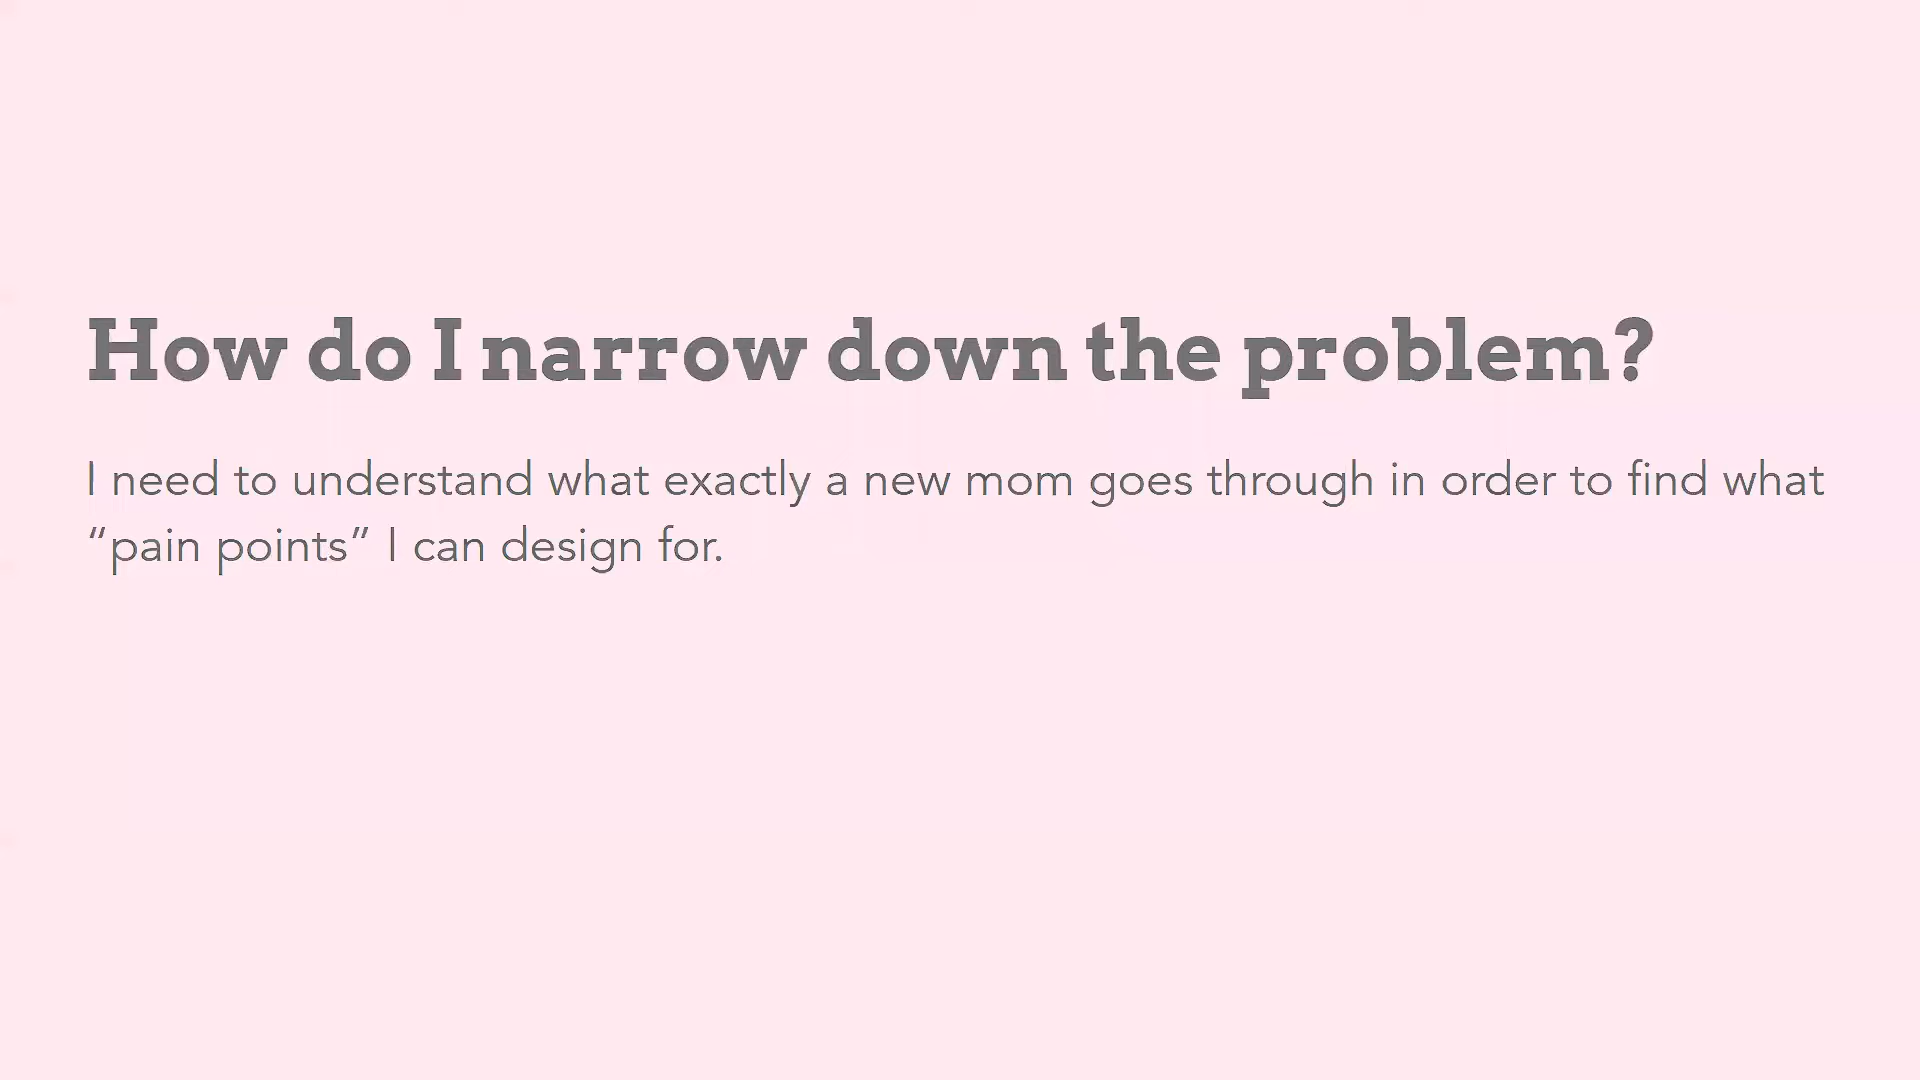 How do I narrow down the problem?
I need to understand what exactly a new mom goes through in order to find what
“pain points” I can design for.